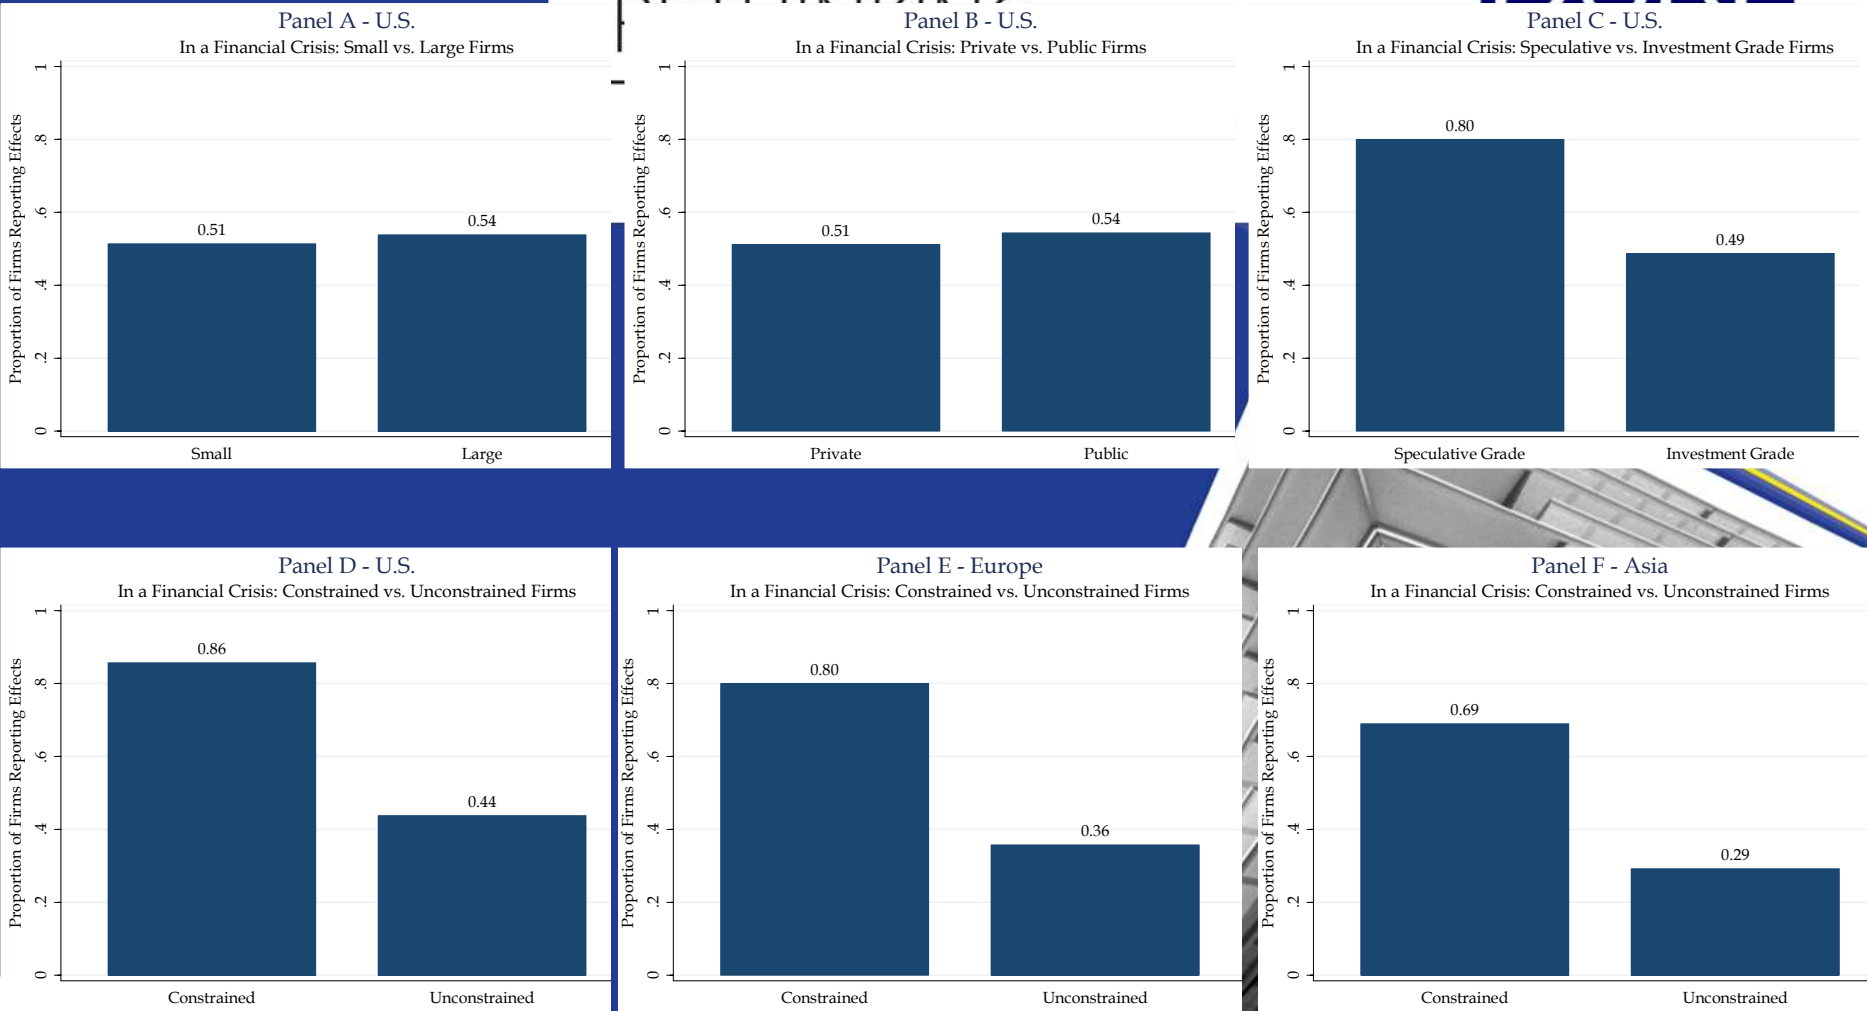 Panel A - U.S.
In a Financial Crisis: Small vs. Large Firms
Proportion of Firms Reporting Effects
1
.8
.6
.4
.2
0
0.51
0.54
Small
Large
Panel B - U.S.
In a Financial Crisis: Private vs. Public Firms
Proportion of Firms Reporting Effects
1
.8
.6
.4
.2
0
0.51
0.54
Private
Public
Panel C - U.S.
In a Financial Crisis: Speculative vs. Investment Grade Firms
Proportion of Firms Reporting Effects
1
.8
.6
.4
.2
0
0.80
0.49
Speculative Grade
Investment Grade
Panel D - U.S.
In a Financial Crisis: Constrained vs. Unconstrained Firms
Proportion of Firms Reporting Effects
1
.8
.6
.4
.2
0
0.86
0.44
Constrained
Unconstrained
Panel E - Europe
In a Financial Crisis: Constrained vs. Unconstrained Firms
Proportion of Firms Reporting Effects
1
.8
.6
.4
.2
0
0.80
0.36
Constrained
Unconstrained
Panel F - Asia
In a Financial Crisis: Constrained vs. Unconstrained Firms
Proportion of Firms Reporting Effects
1
.8
.6
.4
.2
0
0.69
0.29
Constrained
Unconstrained